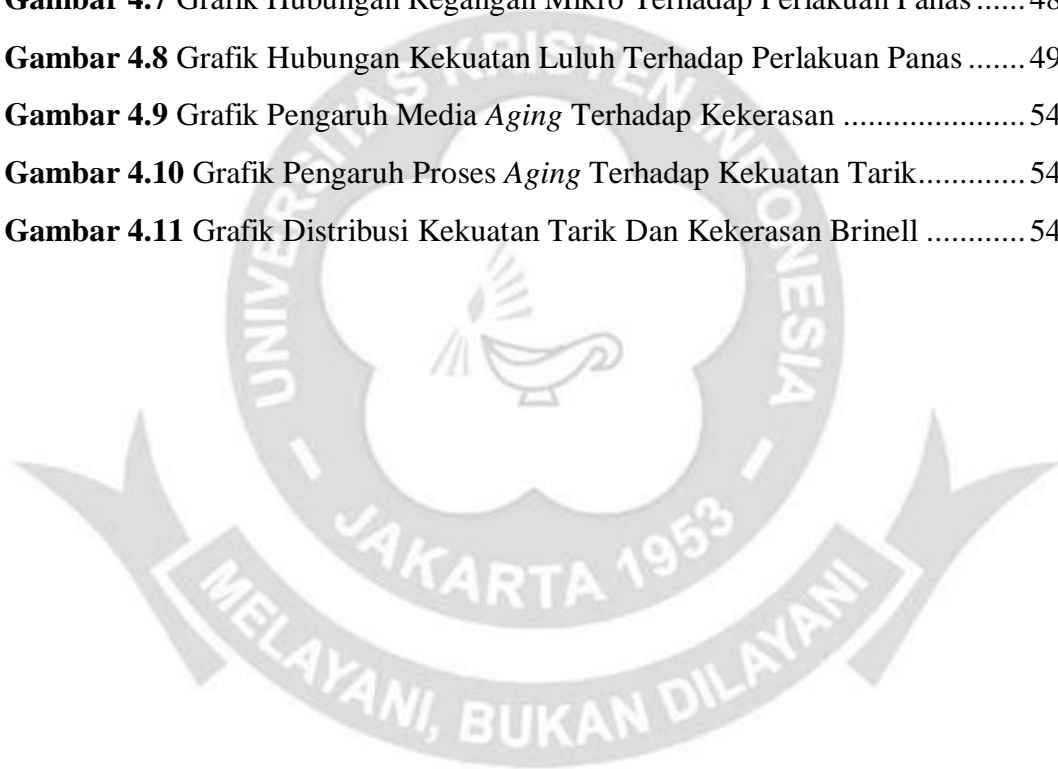 Gambar 4.7 Grafik Hubungan Regangan Mikro Terhadap Perlakuan Panas ...... 48
Gambar 4.8 Grafik Hubungan Kekuatan Luluh Terhadap Perlakuan Panas ....... 49
Gambar 4.9 Grafik Pengaruh Media Aging Terhadap Kekerasan ..................... 54
Gambar 4.10 Grafik Pengaruh Proses Aging Terhadap Kekuatan Tarik............. 54
Gambar 4.11 Grafik Distribusi Kekuatan Tarik Dan Kekerasan Brinell ............ 54
UNIVERSITAS KRISTEN INDONESIA
- JAKARTA 1953 -
MELAYANI, BUKAN DILAYANI